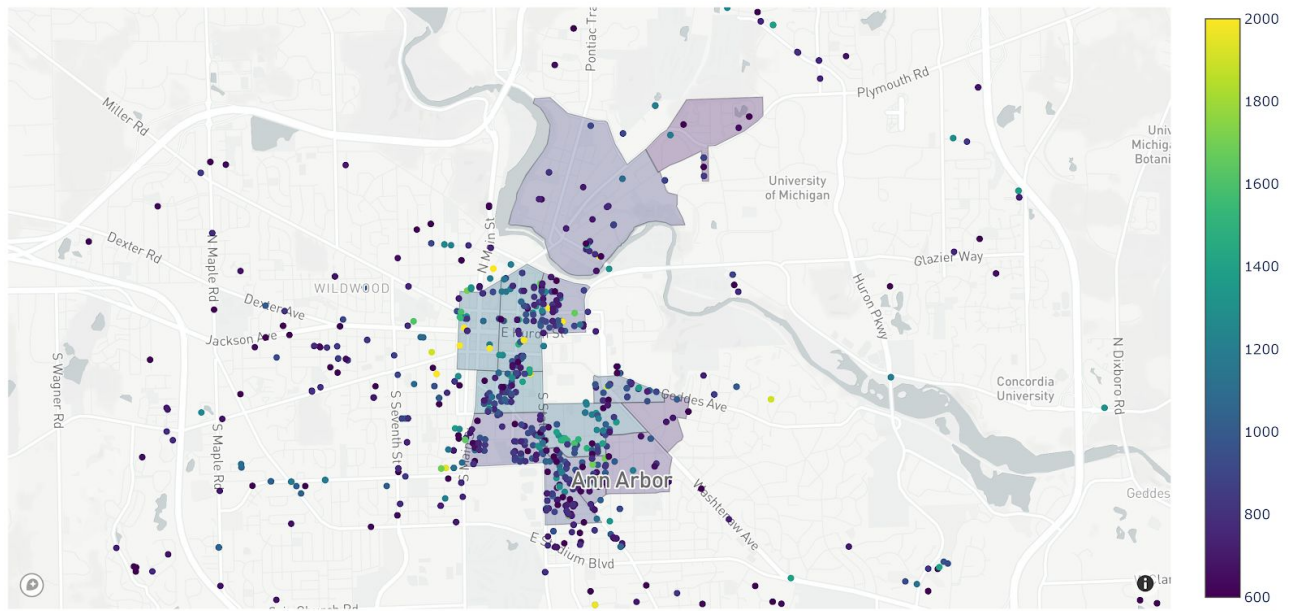 Pontiac Tra
2000
Plymouth Rd
1800
Miller Rd
Univ
Michiga
Botani
1600
University
of Michigan
N Main St
1400
Dexter Rd
N Maple Rd
Glazier Way
WILDWOOD
Huron Pkwy
Dexter Ave
Jackson Ave
E Huron St
1200
S Wagner Rd
N Dixboro Rd
Concordia
University
Geddes Ave
S Seventh St
S Maple Rd
1000
Ann Arbor
Geddes
Washtenaw Ave
800
E Stadium Blvd
600